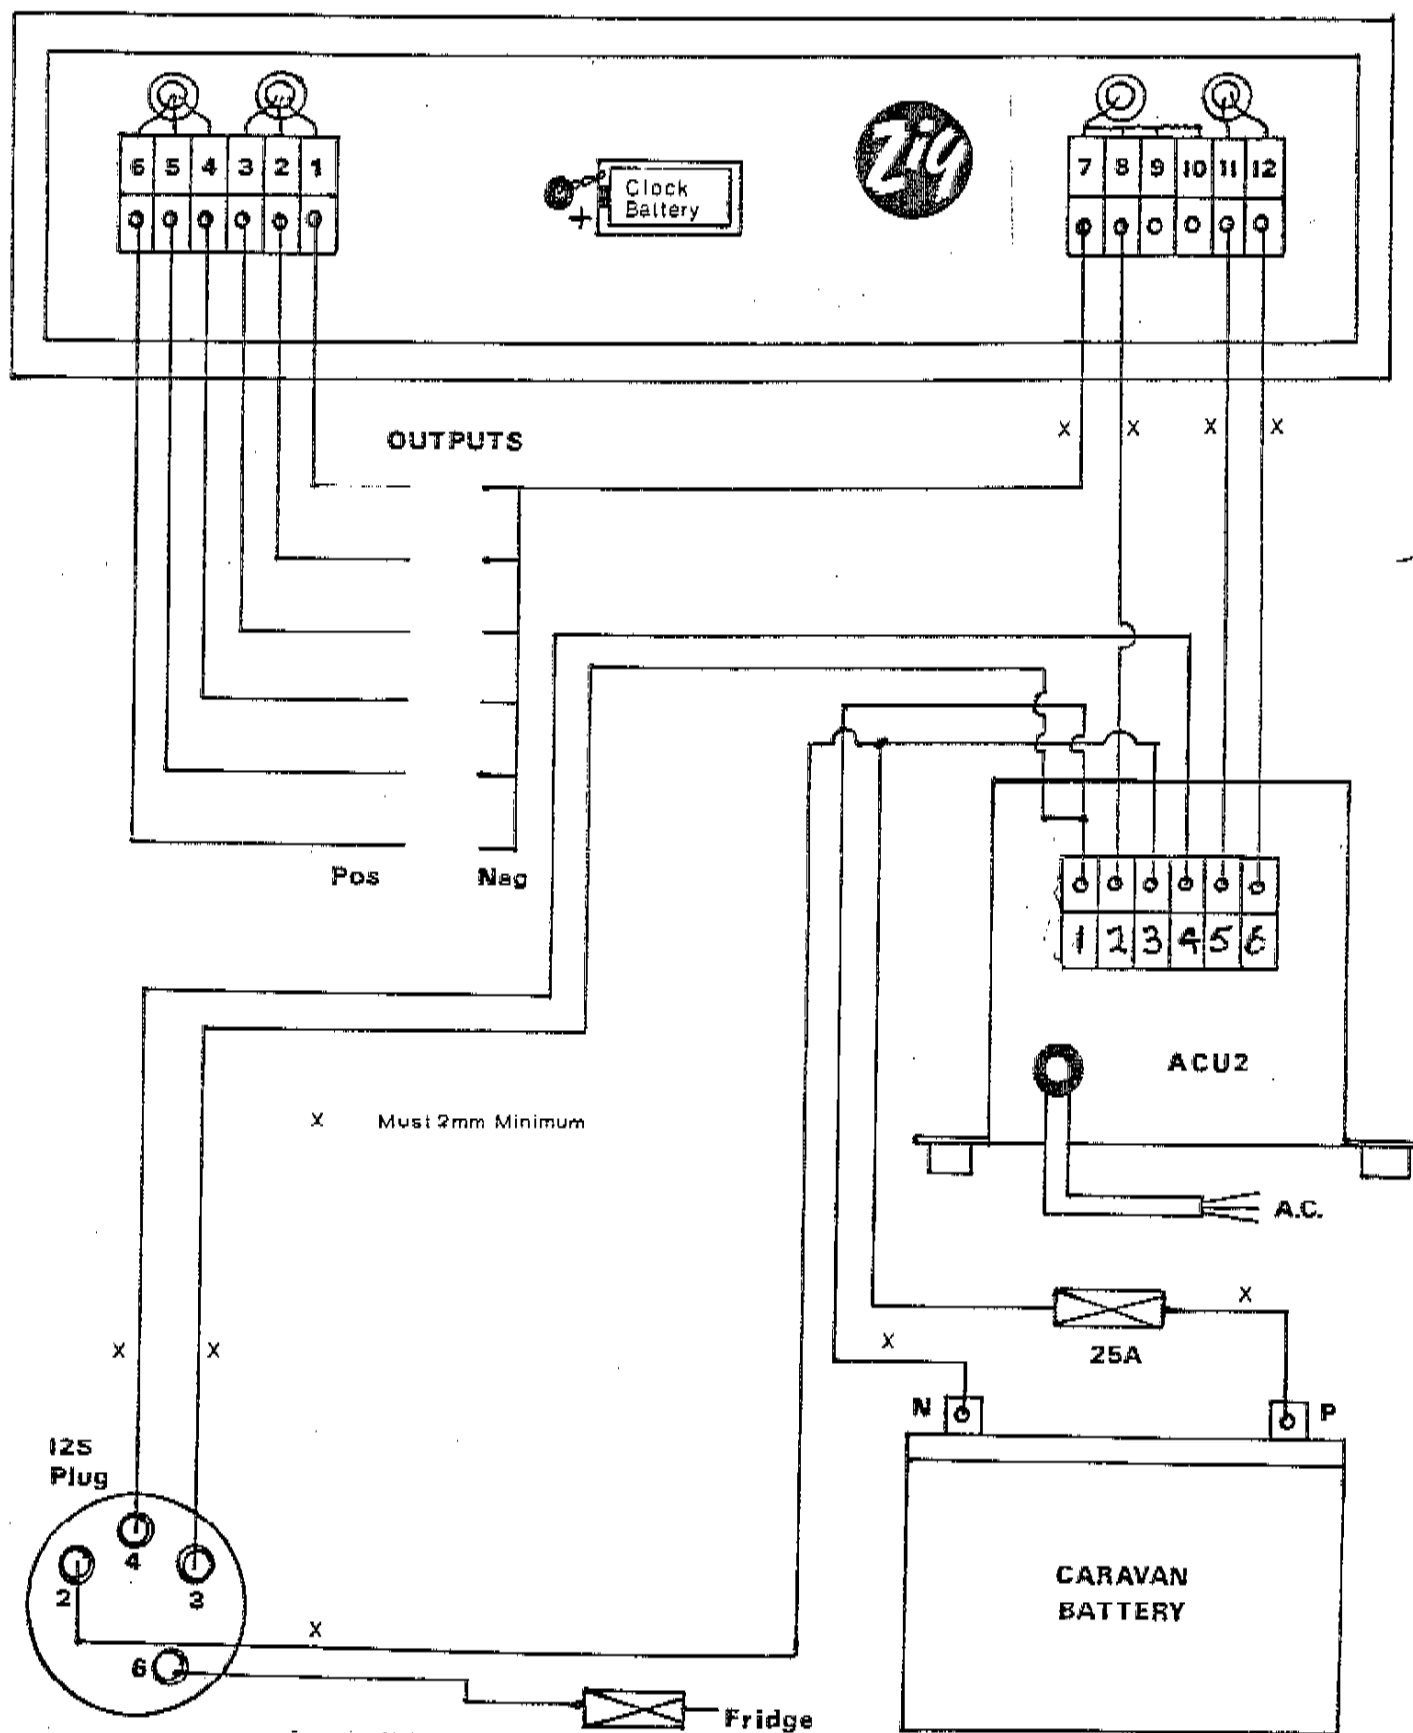 6 5 4 3 2 1
Clock
Battery
+
Zig
7 8 9 10 11 12
OUTPUTS
X X X X
Pos Neg
1 2 3 4 5 6
ACU2
X Must 2mm Minimum
A.C.
X
X X
X
25A
N P
12S
Plug
4
2 3
X
6
CARAVAN
BATTERY
Fridge